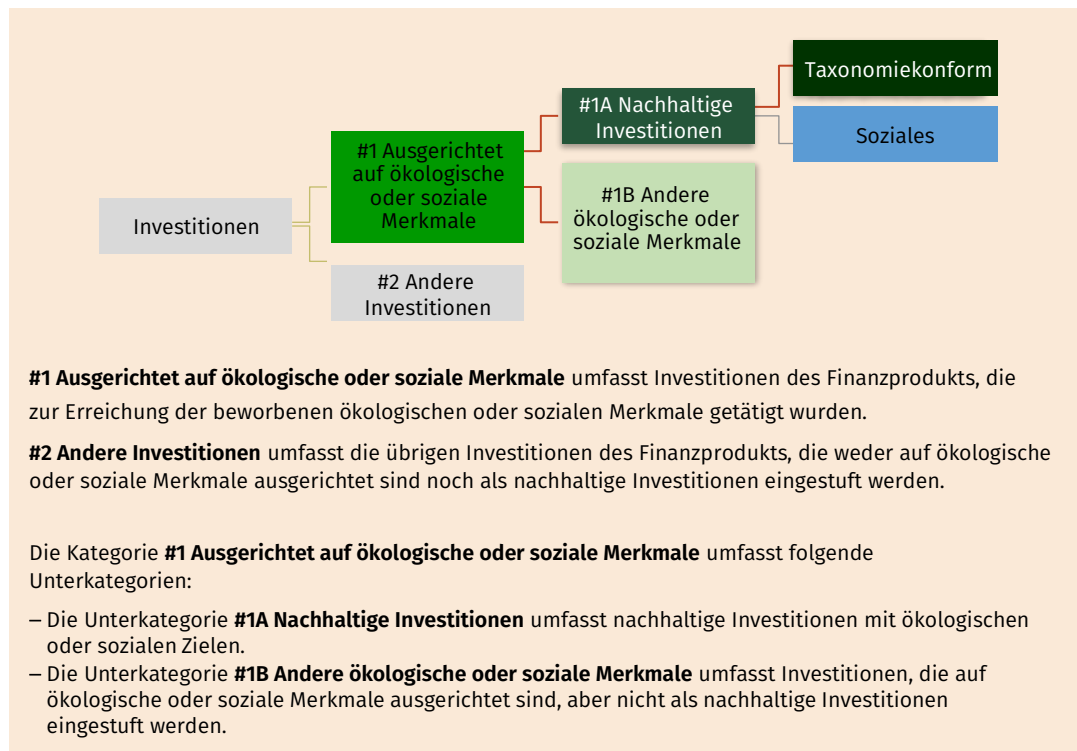 Taxonomiekonform
#1A Nachhaltige
Investitionen
Soziales
#1 Ausgerichtet
auf ökologische
oder soziale
Merkmale
#1B Andere
ökologische oder
soziale Merkmale
Investitionen
#2 Andere
Investitionen
#1 Ausgerichtet auf ökologische oder soziale Merkmale umfasst Investitionen des Finanzprodukts, die
zur Erreichung der beworbenen ökologischen oder sozialen Merkmale getätigt wurden.
#2 Andere Investitionen umfasst die übrigen Investitionen des Finanzprodukts, die weder auf ökologische
oder soziale Merkmale ausgerichtet sind noch als nachhaltige Investitionen eingestuft werden.
Die Kategorie #1 Ausgerichtet auf ökologische oder soziale Merkmale umfasst folgende
Unterkategorien:
– Die Unterkategorie #1A Nachhaltige Investitionen umfasst nachhaltige Investitionen mit ökologischen
oder sozialen Zielen.
– Die Unterkategorie #1B Andere ökologische oder soziale Merkmale umfasst Investitionen, die auf
ökologische oder soziale Merkmale ausgerichtet sind, aber nicht als nachhaltige Investitionen
eingestuft werden.